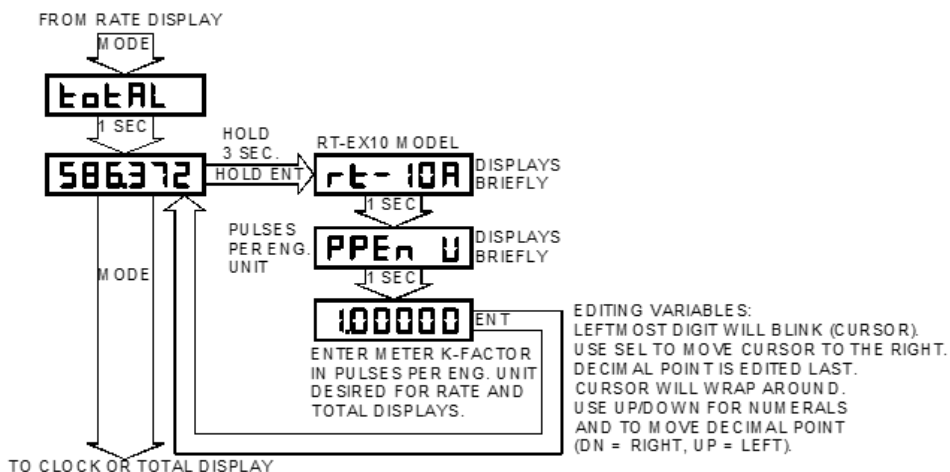 FROM RATE DISPLAY
MODE
totAL
1 SEC
586.372
HOLD
3 SEC.
HOLD ENT
RT-EX10 MODEL
rt-10A
DISPLAYS
BRIEFLY
1 SEC
PULSES
PER ENG.
UNIT
PPEn U
DISPLAYS
BRIEFLY
1 SEC
1.00000
ENT
MODE
ENTER METER K-FACTOR
IN PULSES PER ENG. UNIT
DESIRED FOR RATE AND
TOTAL DISPLAYS.
EDITING VARIABLES:
LEFTMOST DIGIT WILL BLINK (CURSOR).
USE SEL TO MOVE CURSOR TO THE RIGHT.
DECIMAL POINT IS EDITED LAST.
CURSOR WILL WRAP AROUND.
USE UP/DOWN FOR NUMERALS
AND TO MOVE DECIMAL POINT
(DN = RIGHT, UP = LEFT).
TO CLOCK OR TOTAL DISPLAY